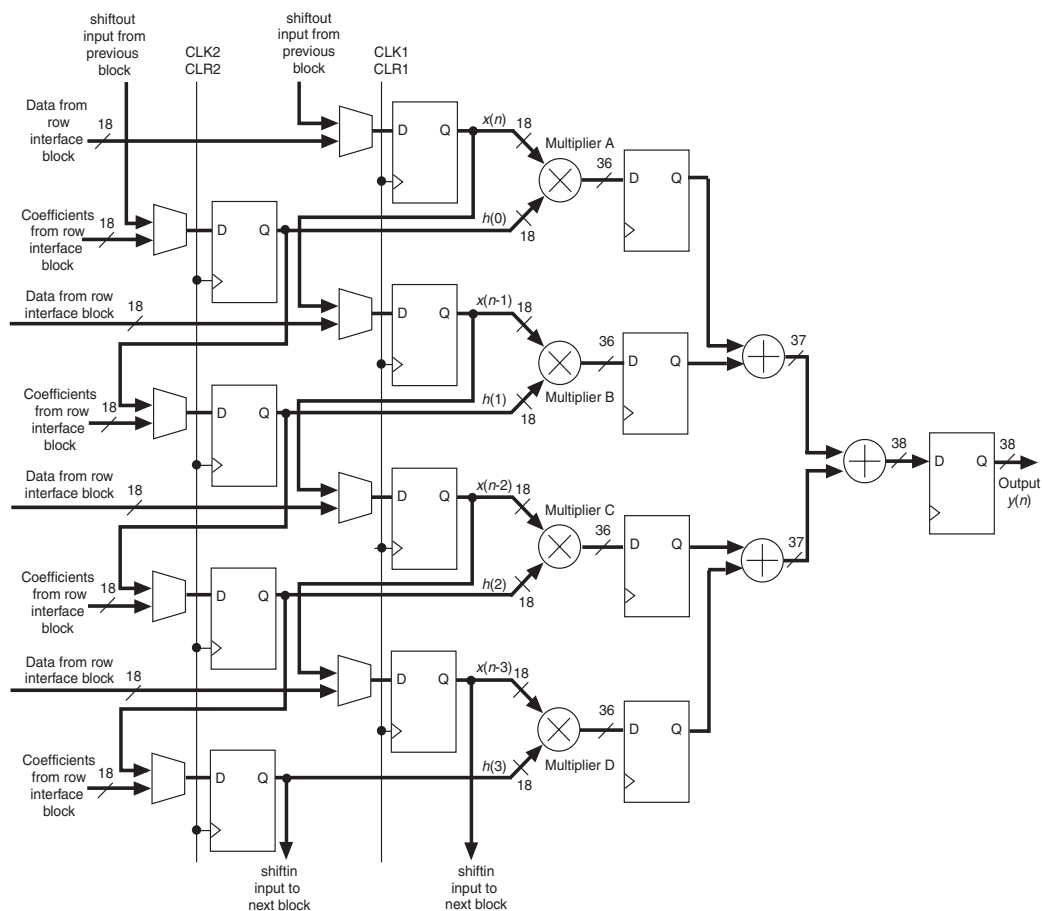 shiftout
input from
previous
block
shiftout
input from
previous
block
CLK2
CLR2
CLK1
CLR1
Data from
row
interface
block
18
D Q
x(n)
18
Multiplier A
36
D Q
Coefficients
from row
interface
block
18
D Q
h(0)
18
Data from row
interface block
18
D Q
x(n-1)
18
36
D Q
37
Multiplier B
Coefficients
from row
interface
block
18
D Q
h(1)
18
38
D Q
38
Output
y(n)
Data from row
interface block
18
D Q
x(n-2)
18
Multiplier C
36
D Q
37
Coefficients
from row
interface
block
18
D Q
h(2)
18
Data from row
interface block
18
D Q
x(n-3)
18
36
D Q
Multiplier D
Coefficients
from row
interface
block
18
D Q
h(3)
18
shiftin
input to
next block
shiftin
input to
next block